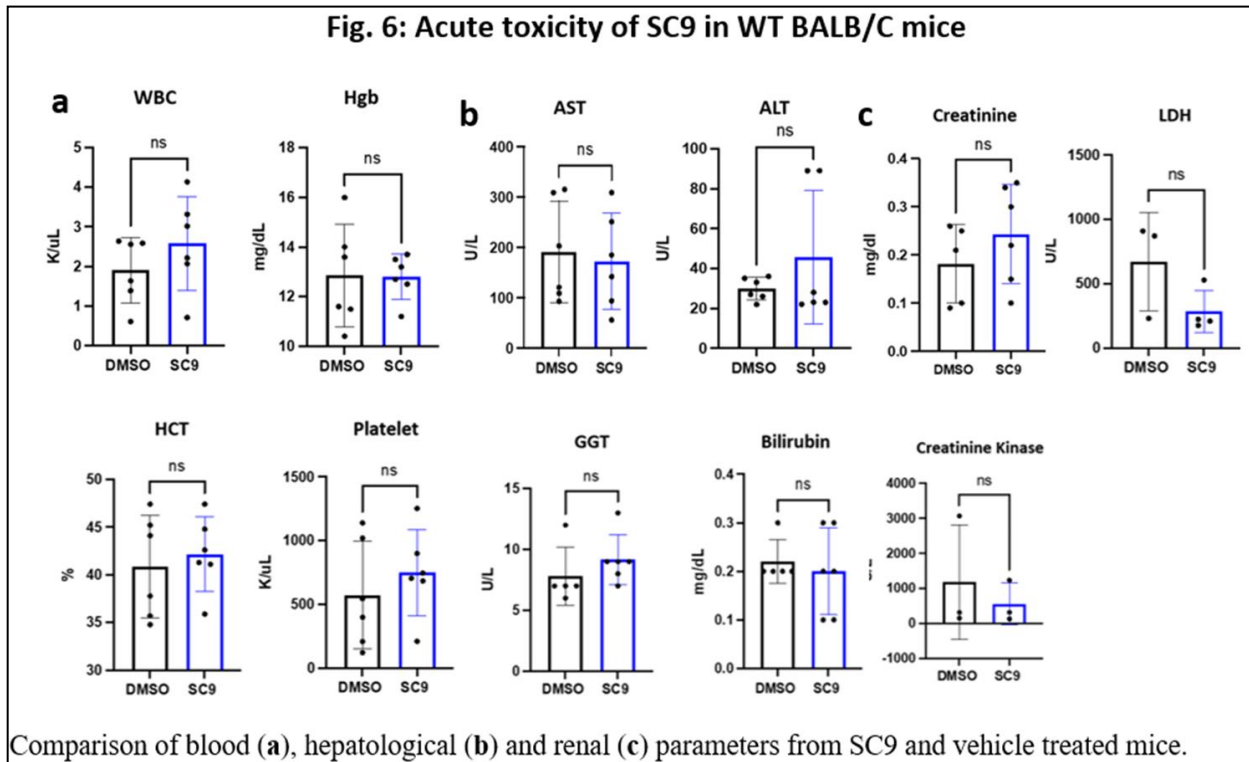 Fig. 6: Acute toxicity of SC9 in WT BALB/C mice
a
WBC
K/uL
5
4
3
2
1
0
ns
DMSO SC9
Hgb
mg/dL
18
16
14
12
10
ns
DMSO SC9
b
AST
U/L
400
300
200
100
0
ns
DMSO SC9
ALT
U/L
100
80
60
40
20
0
ns
DMSO SC9
c
Creatinine
mg/dl
0.4
0.3
0.2
0.1
0.0
ns
DMSO SC9
LDH
U/L
1500
1000
500
0
ns
DMSO SC9
HCT
%
50
45
40
35
30
ns
DMSO SC9
Platelet
K/uL
1500
1000
500
0
ns
DMSO SC9
GGT
U/L
15
10
5
0
ns
DMSO SC9
Bilirubin
mg/dL
0.4
0.3
0.2
0.1
0.0
ns
DMSO SC9
Creatinine Kinase
4000
3000
2000
1000
0
-1000
ns
DMSO SC9
Comparison of blood (a), hepatological (b) and renal (c) parameters from SC9 and vehicle treated mice.